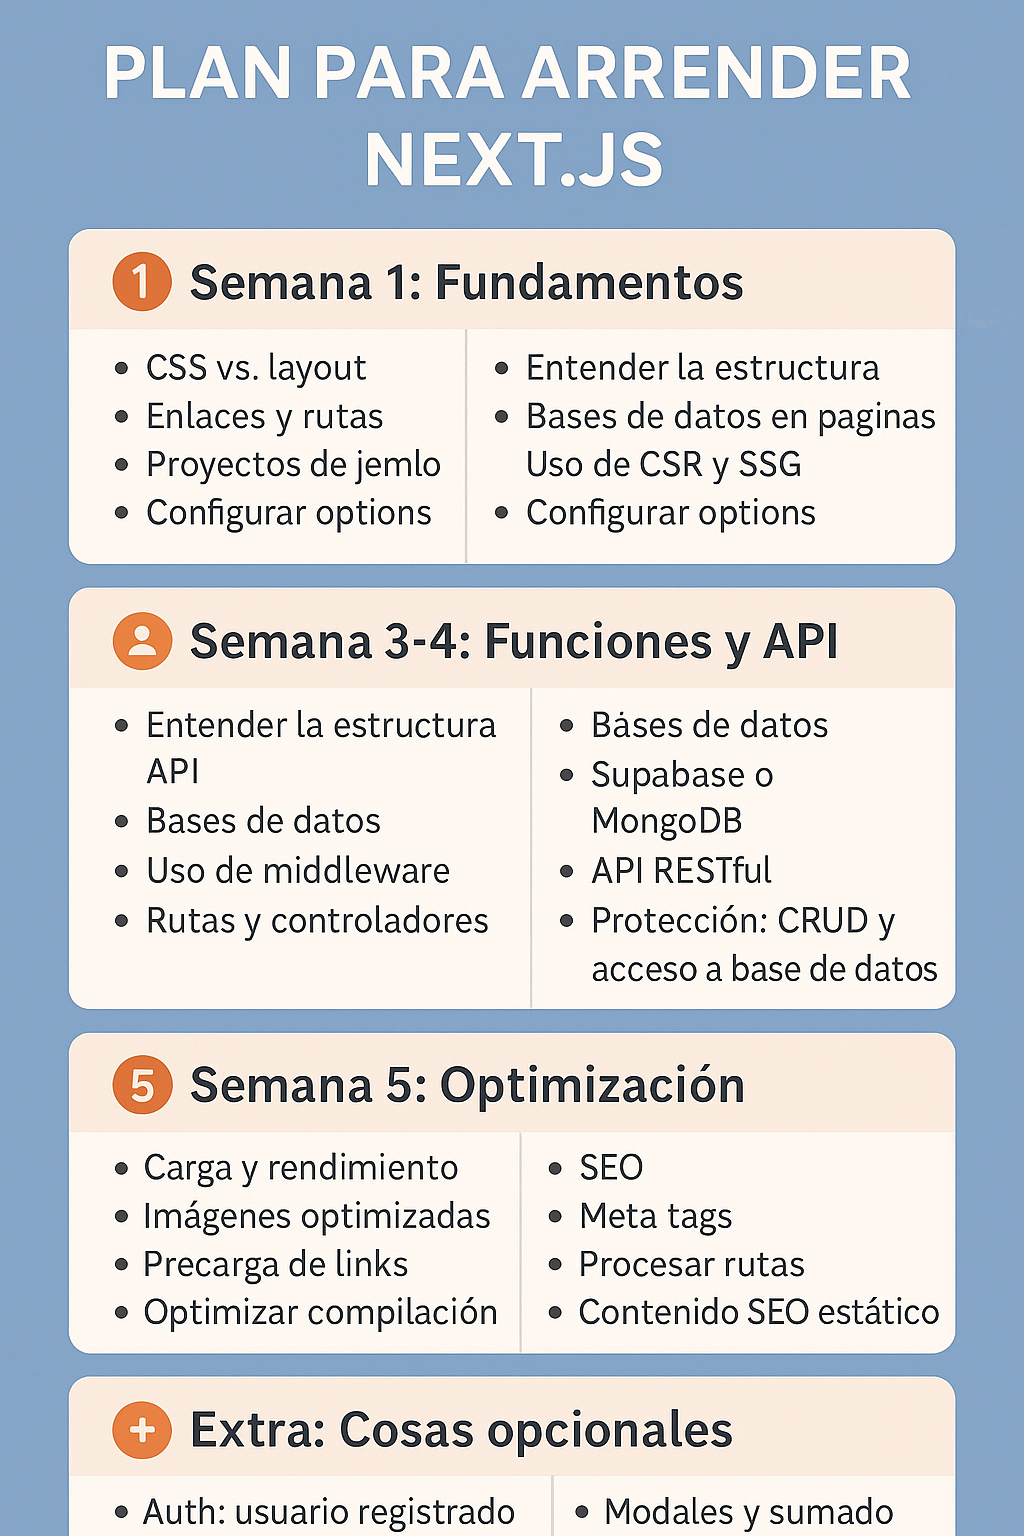 PLAN PARA ARRENDER
NEXT.JS
1 Semana 1: Fundamentos
• CSS vs. layout
• Enlaces y rutas
• Proyectos de jemlo
• Configurar options
• Entender la estructura
• Bases de datos en paginas
Uso de CSR y SSG
• Configurar options
Semana 3-4: Funciones y API
• Entender la estructura
API
• Bases de datos
• Uso de middleware
• Rutas y controladores
• Báses de datos
• Supabase o
MongoDB
• API RESTful
• Protección: CRUD y
acceso a base de datos
5 Semana 5: Optimización
• Carga y rendimiento
• Imágenes optimizadas
• Precarga de links
• Optimizar compilación
• SEO
• Meta tags
• Procesar rutas
• Contenido SEO estático
+ Extra: Cosas opcionales
• Auth: usuario registrado
• Modales y sumado